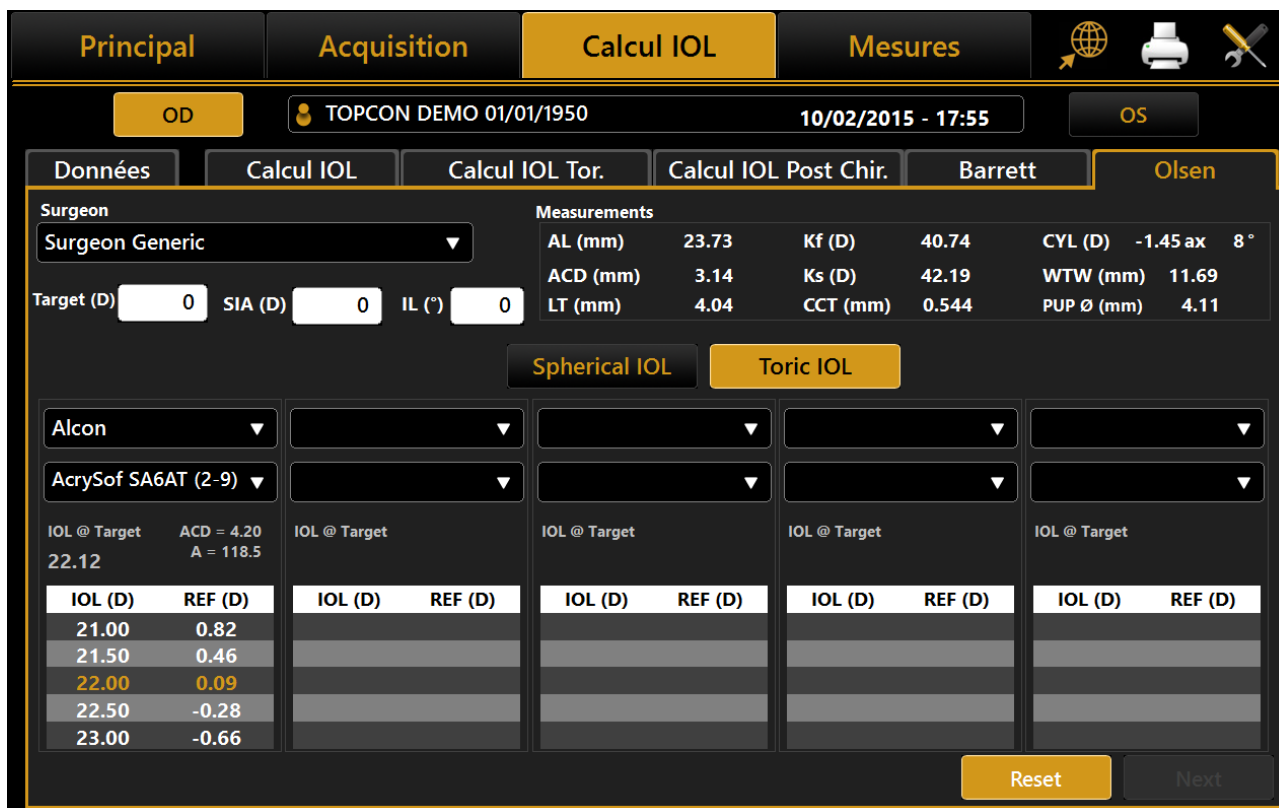 Principal Acquisition Calcul IOL Mesures
OD TOPCON DEMO 01/01/1950 10/02/2015 - 17:55 OS
Données Calcul IOL Calcul IOL Tor. Calcul IOL Post Chir. Barrett Olsen
Surgeon Measurements
Surgeon Generic AL (mm) 23.73 Kf (D) 40.74 CYL (D) -1.45 ax 8°
ACD (mm) 3.14 Ks (D) 42.19 WTW (mm) 11.69
Target (D) 0 SIA (D) 0 IL (°) 0 LT (mm) 4.04 CCT (mm) 0.544 PUP Ø (mm) 4.11
Spherical IOL Toric IOL
Alcon
AcrySof SA6AT (2-9)
IOL @ Target ACD = 4.20 IOL @ Target IOL @ Target IOL @ Target IOL @ Target
22.12 A = 118.5
IOL (D) REF (D) IOL (D) REF (D) IOL (D) REF (D) IOL (D) REF (D) IOL (D) REF (D)
21.00 0.82
21.50 0.46
22.00 0.09
22.50 -0.28
23.00 -0.66
Reset Next